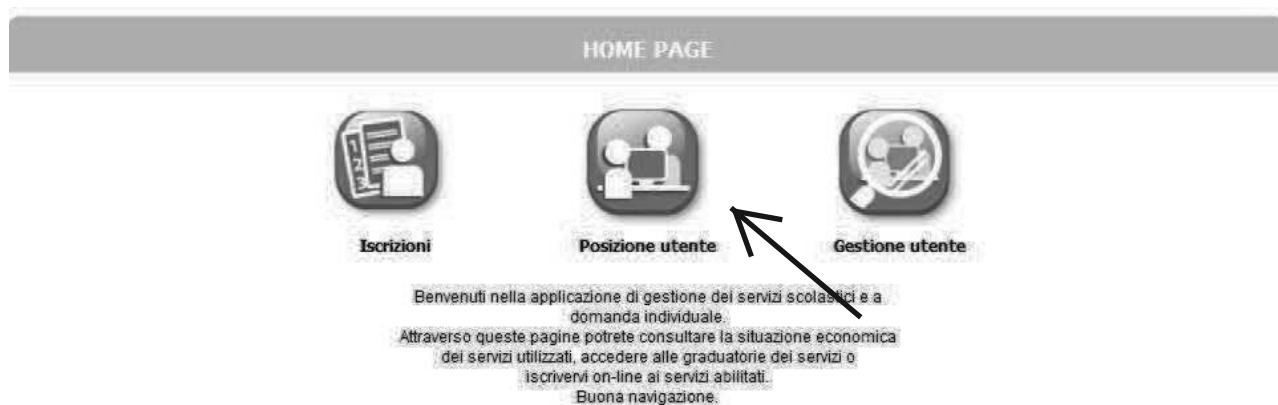 HOME PAGE
Iscrizioni
Posizione utente
Gestione utente
Benvenuti nella applicazione di gestione dei servizi scolastici e a
domanda individuale.
Attraverso queste pagine potrete consultare la situazione economica
dei servizi utilizzati, accedere alle graduatorie dei servizi o
iscrivervi on-line ai servizi abilitati.
Buona navigazione.